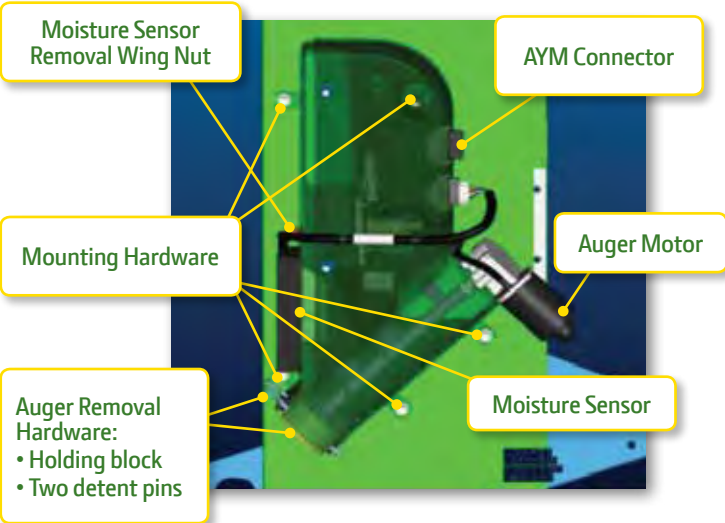 Moisture Sensor
Removal Wing Nut
AYM Connector
Mounting Hardware
Auger Motor
Auger Removal
Hardware:
• Holding block
• Two detent pins
Moisture Sensor